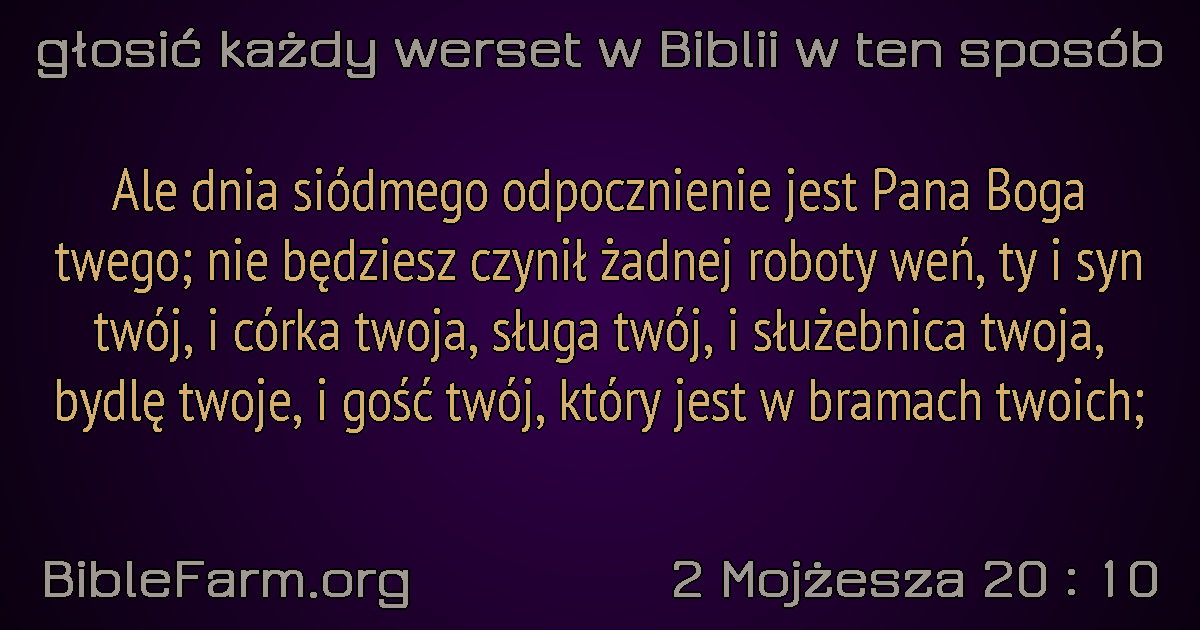 głosić każdy werset w Biblii w ten sposób
Ale dnia siódmego odpocznienie jest Pana Boga
twego; nie będziesz czynił żadnej roboty weń, ty i syn
twój, i córka twoja, sługa twój, i służebnica twoja,
bydlę twoje, i gość twój, który jest w bramach twoich;
BibleFarm.org
2 Mojżesza 20 : 10